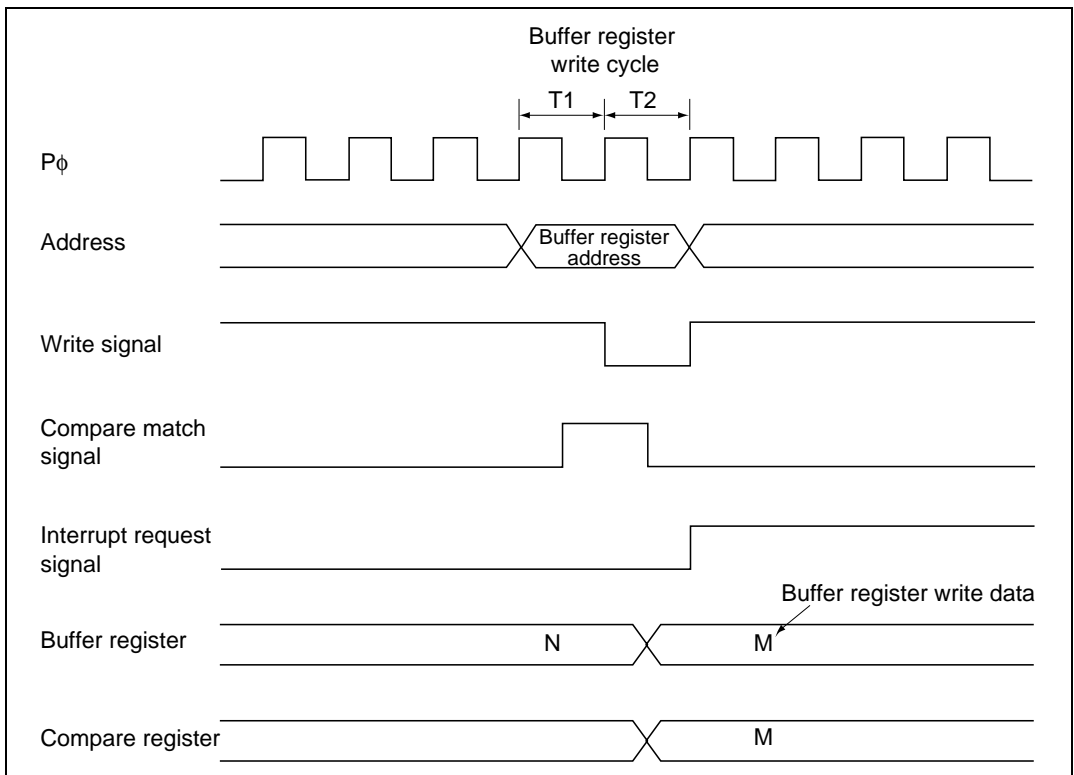 Buffer register
write cycle
T1 T2
Pϕ
Address
Buffer register
address
Write signal
Compare match
signal
Interrupt request
signal
Buffer register write data
Buffer register N M
Compare register M